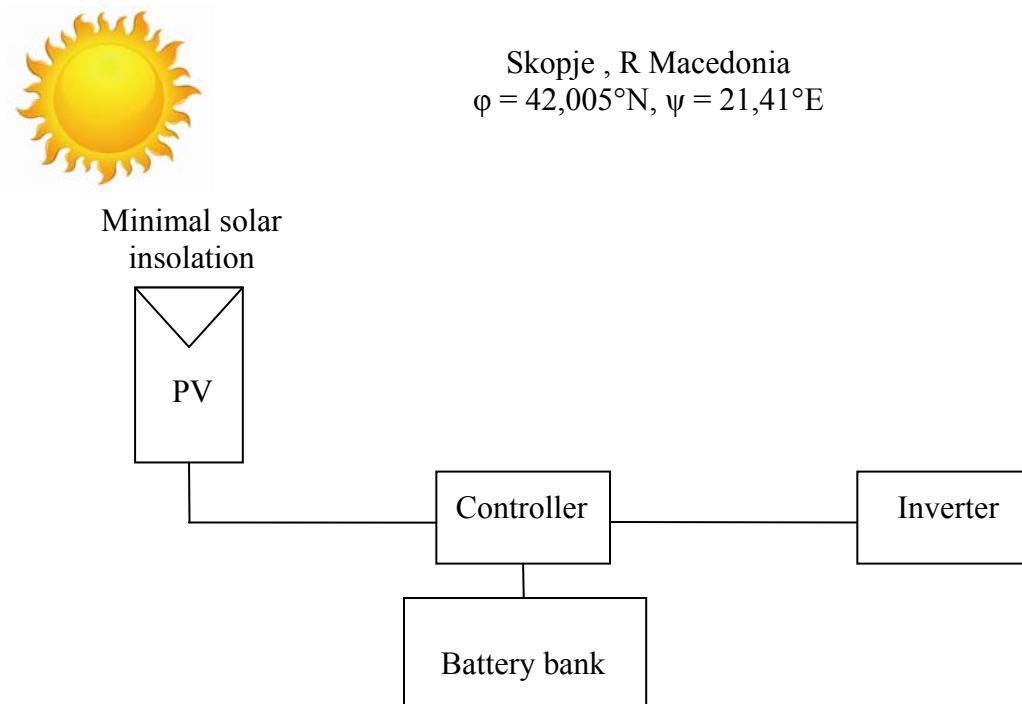 Skopje , R Macedonia
φ = 42,005°N, ψ = 21,41°E
Minimal solar
insolation
PV
Controller
Inverter
Battery bank